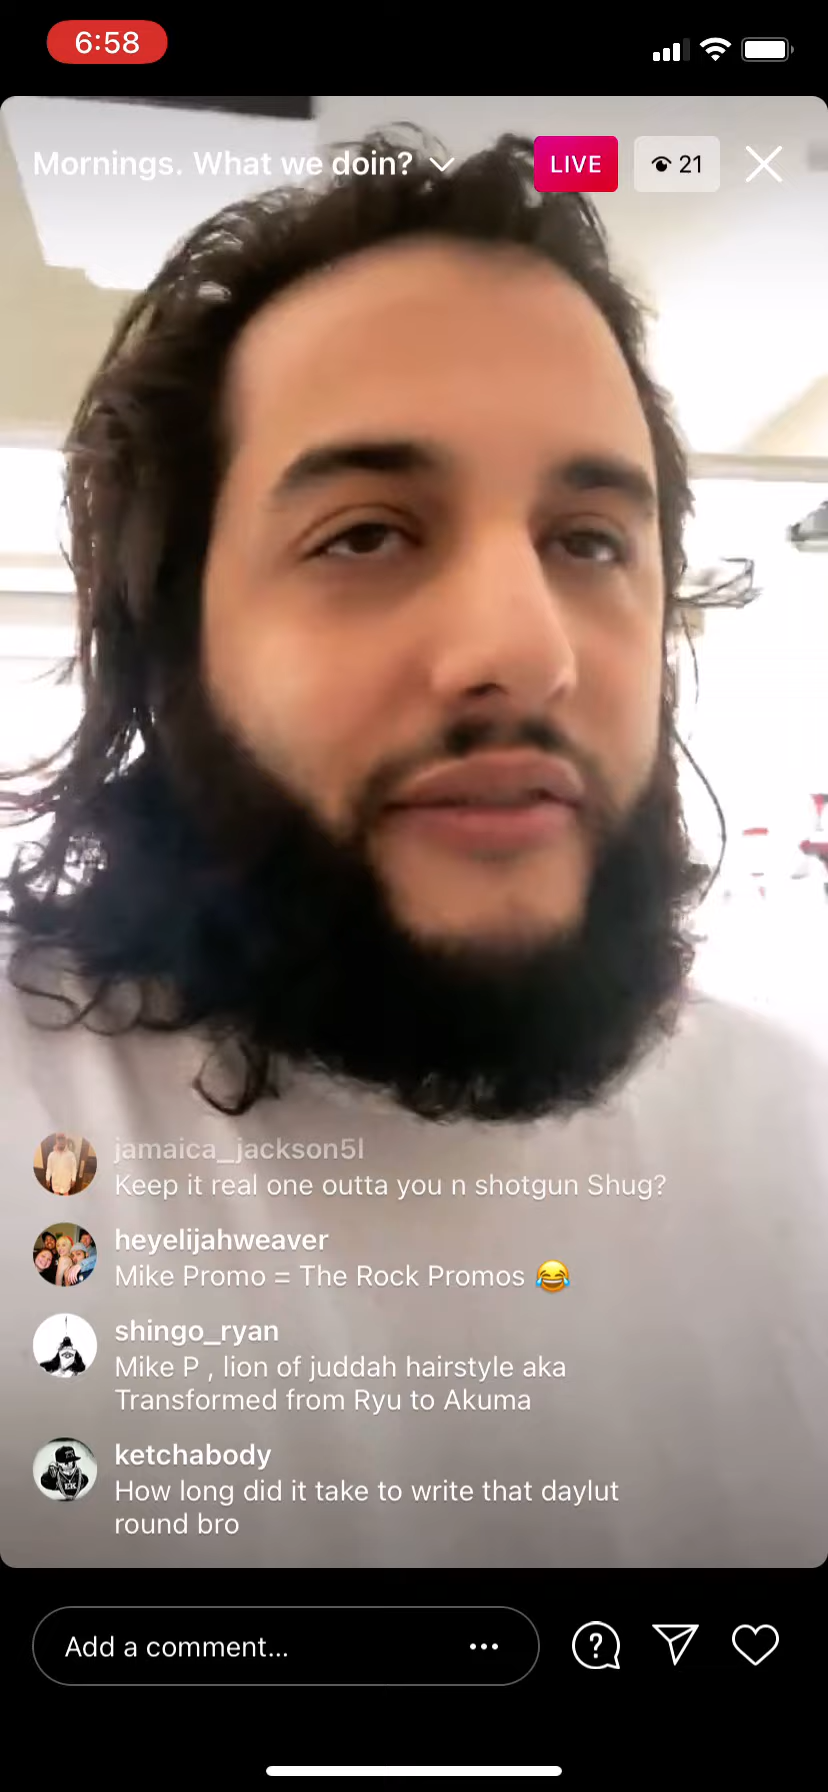 6:58
Mornings. What we doin?
LIVE
21
jamaica_jackson5l
Keep it real one outta you n shotgun Shug?
heyelijahweaver
Mike Promo = The Rock Promos 😂
shingo_ryan
Mike P , lion of juddah hairstyle aka
Transformed from Ryu to Akuma
ketchabody
How long did it take to write that daylut
round bro
Add a comment...